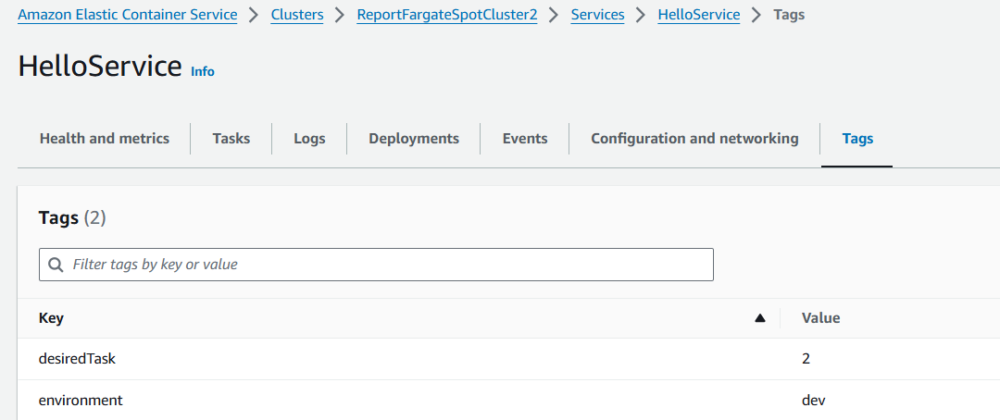 Amazon Elastic Container Service > Clusters > ReportFargateSpotCluster2 > Services > HelloService > Tags
HelloService Info
Health and metrics Tasks Logs Deployments Events Configuration and networking Tags
Tags (2)
Filter tags by key or value
Key Value
desiredTask 2
environment dev